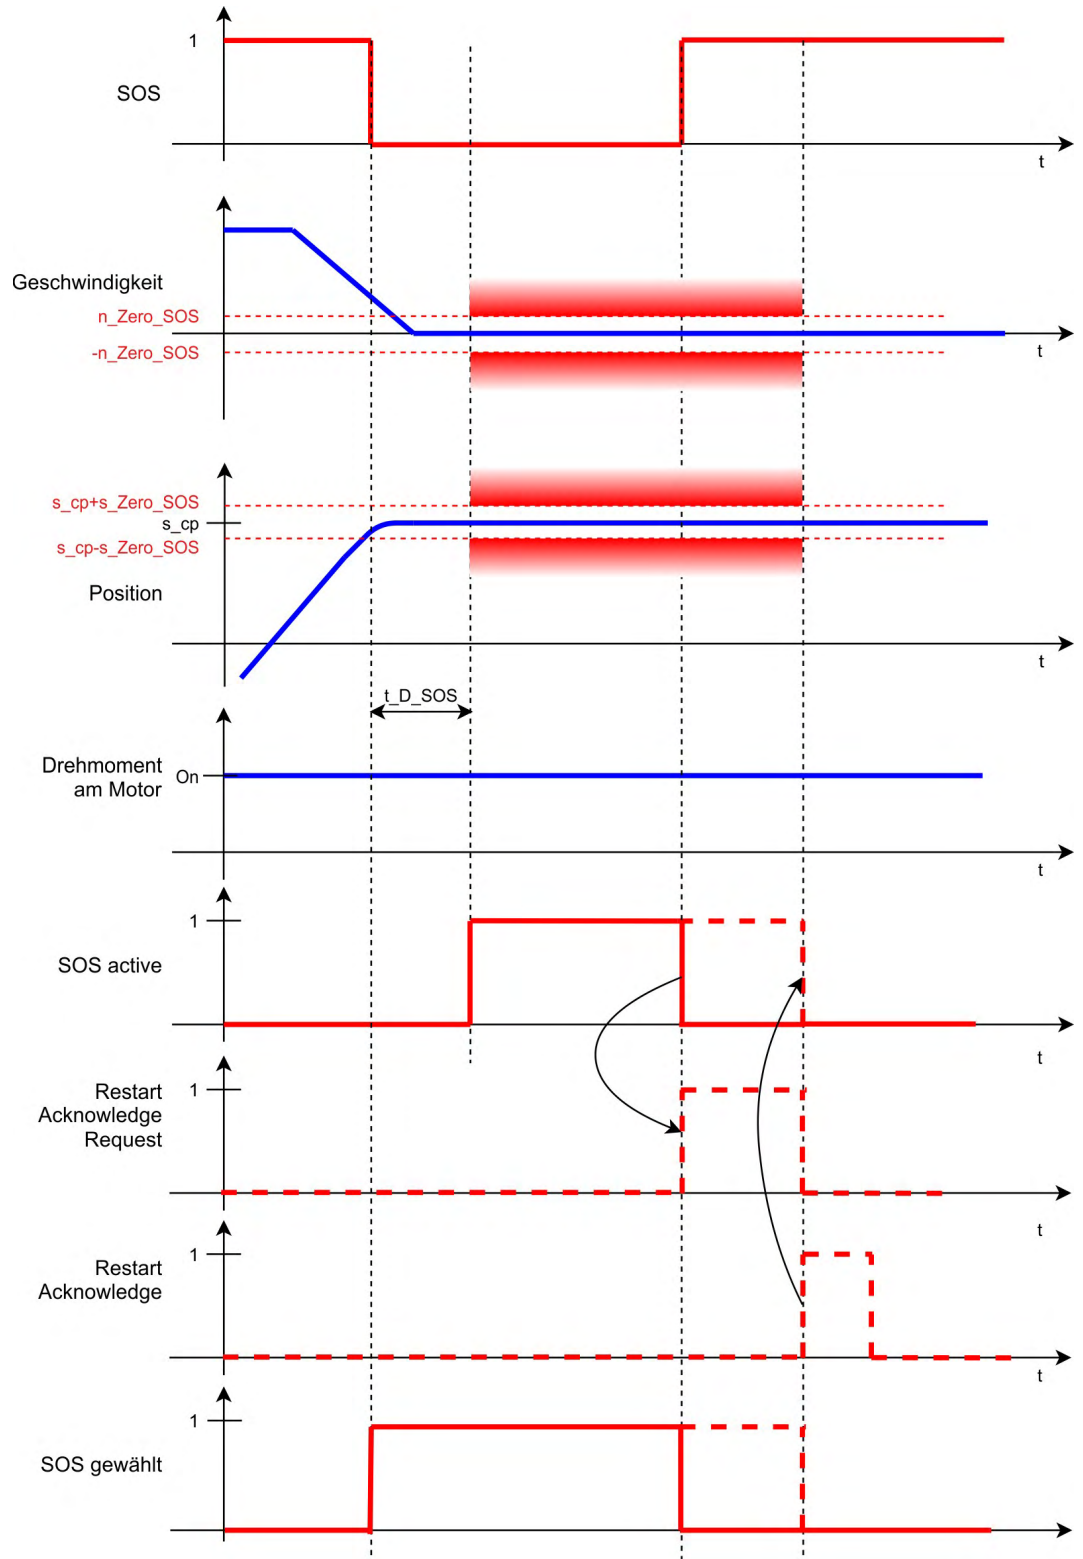 1
SOS
t
Geschwindigkeit
n_Zero_SOS
-n_Zero_SOS
t
s_cp+s_Zero_SOS
s_cp
s_cp-s_Zero_SOS
Position
t
t_D_SOS
Drehmoment
am Motor
On
t
1
SOS active
t
Restart
Acknowledge
Request
1
t
1
Restart
Acknowledge
t
1
SOS gewählt